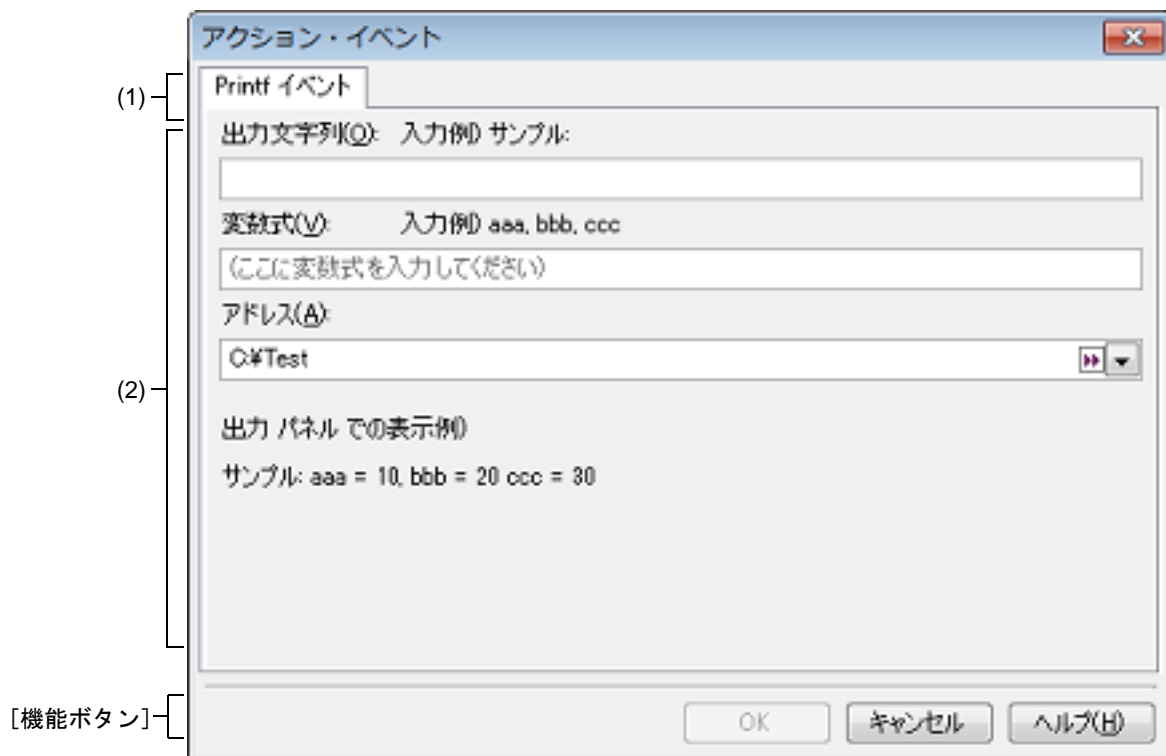 アクション・イベント
(1)
Printf イベント
出力文字列(O): 入力例) サンプル:
変数式(V): 入力例) aaa, bbb, ccc
(ここに変数式を入力してください)
アドレス(A):
C:¥Test
(2)
出力 パネル での表示例)
サンプル: aaa = 10, bbb = 20 ccc = 30
[機能ボタン]
OK キャンセル ヘルプ(H)